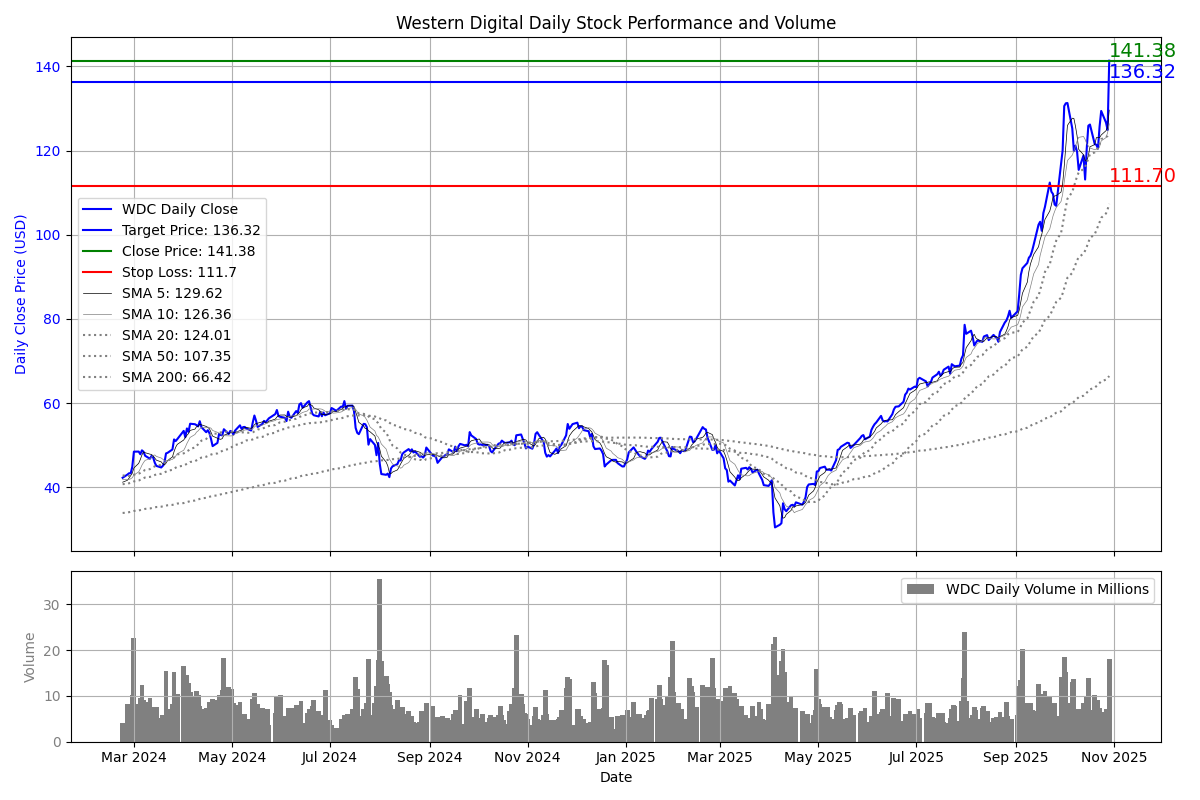 Western Digital Daily Stock Performance and Volume
141.38
136.32
111.70
Daily Close Price (USD)
140
120
100
80
60
40
WDC Daily Close
Target Price: 136.32
Close Price: 141.38
Stop Loss: 111.7
SMA 5: 129.62
SMA 10: 126.36
SMA 20: 124.01
SMA 50: 107.35
SMA 200: 66.42
WDC Daily Volume in Millions
Volume
30
20
10
0
Mar 2024 May 2024 Jul 2024 Sep 2024 Nov 2024 Jan 2025 Mar 2025 May 2025 Jul 2025 Sep 2025 Nov 2025
Date